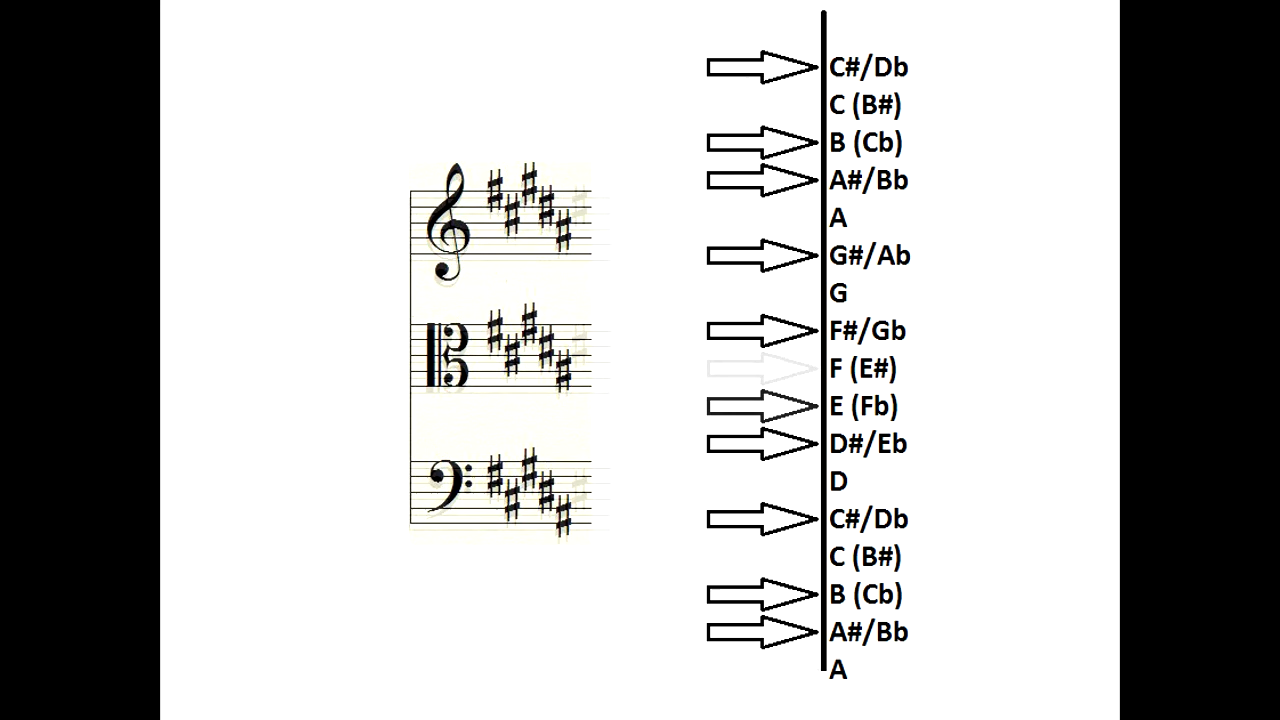 C#/Db
C (B#)
B (Cb)
A#/Bb
A
G#/Ab
G
F#/Gb
F (E#)
E (Fb)
D#/Eb
D
C#/Db
C (B#)
B (Cb)
A#/Bb
A